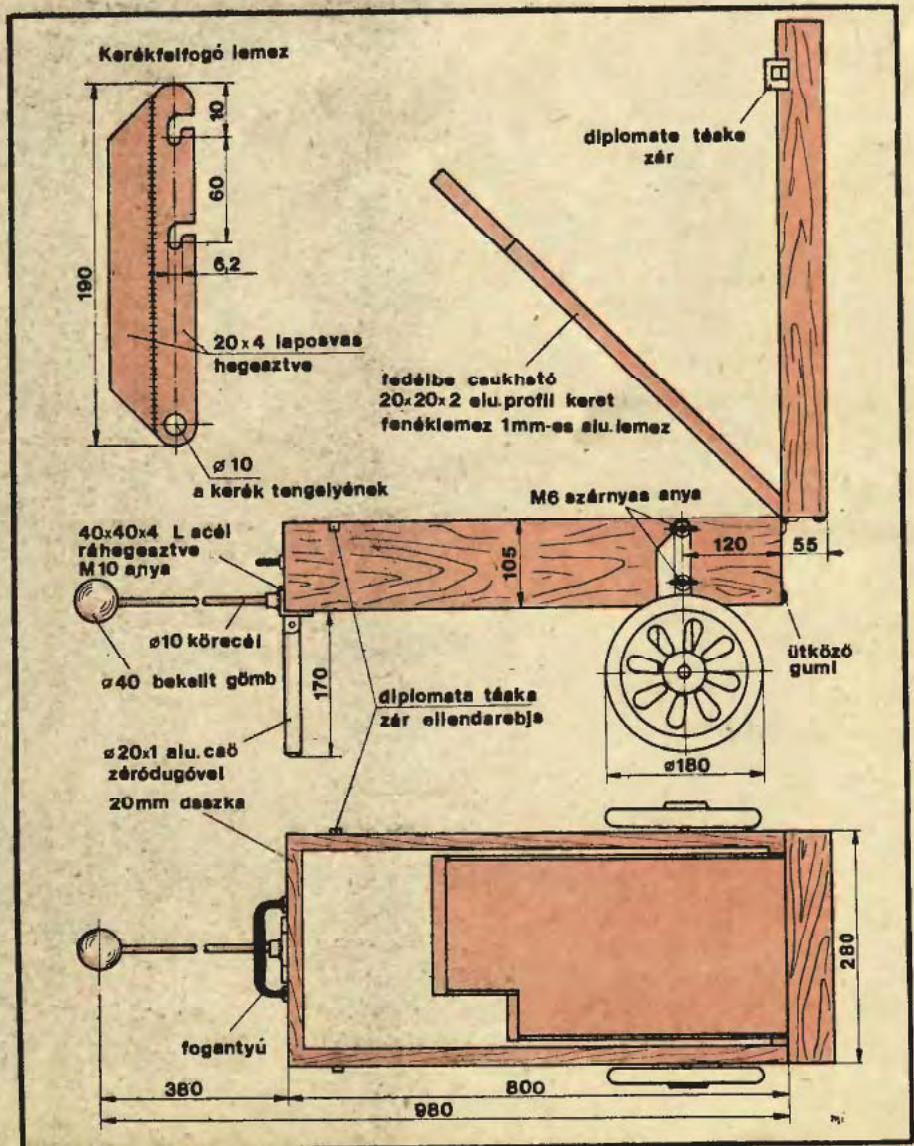 Kerékfelfogó lemez
10
60
6,2
190
20x4 laposvas
hegesztve
ø 10
a kerék tengelyének
diplomata táska
zár
fedélbe csukható
20x20x2 alu.profil keret
fenéklemez 1mm-es alu.lemez
M6 szárnyas anya
40x40x4 L acél
ráhegesztve
M10 anya
105
120
55
ø10 köracél
ø40 bakelit gömb
170
diplomata táska
zár ellendarabja
ütköző
gumi
ø20x1 alu.cső
záródugóval
20mm deszka
ø180
280
fogantyú
380
800
980
mi